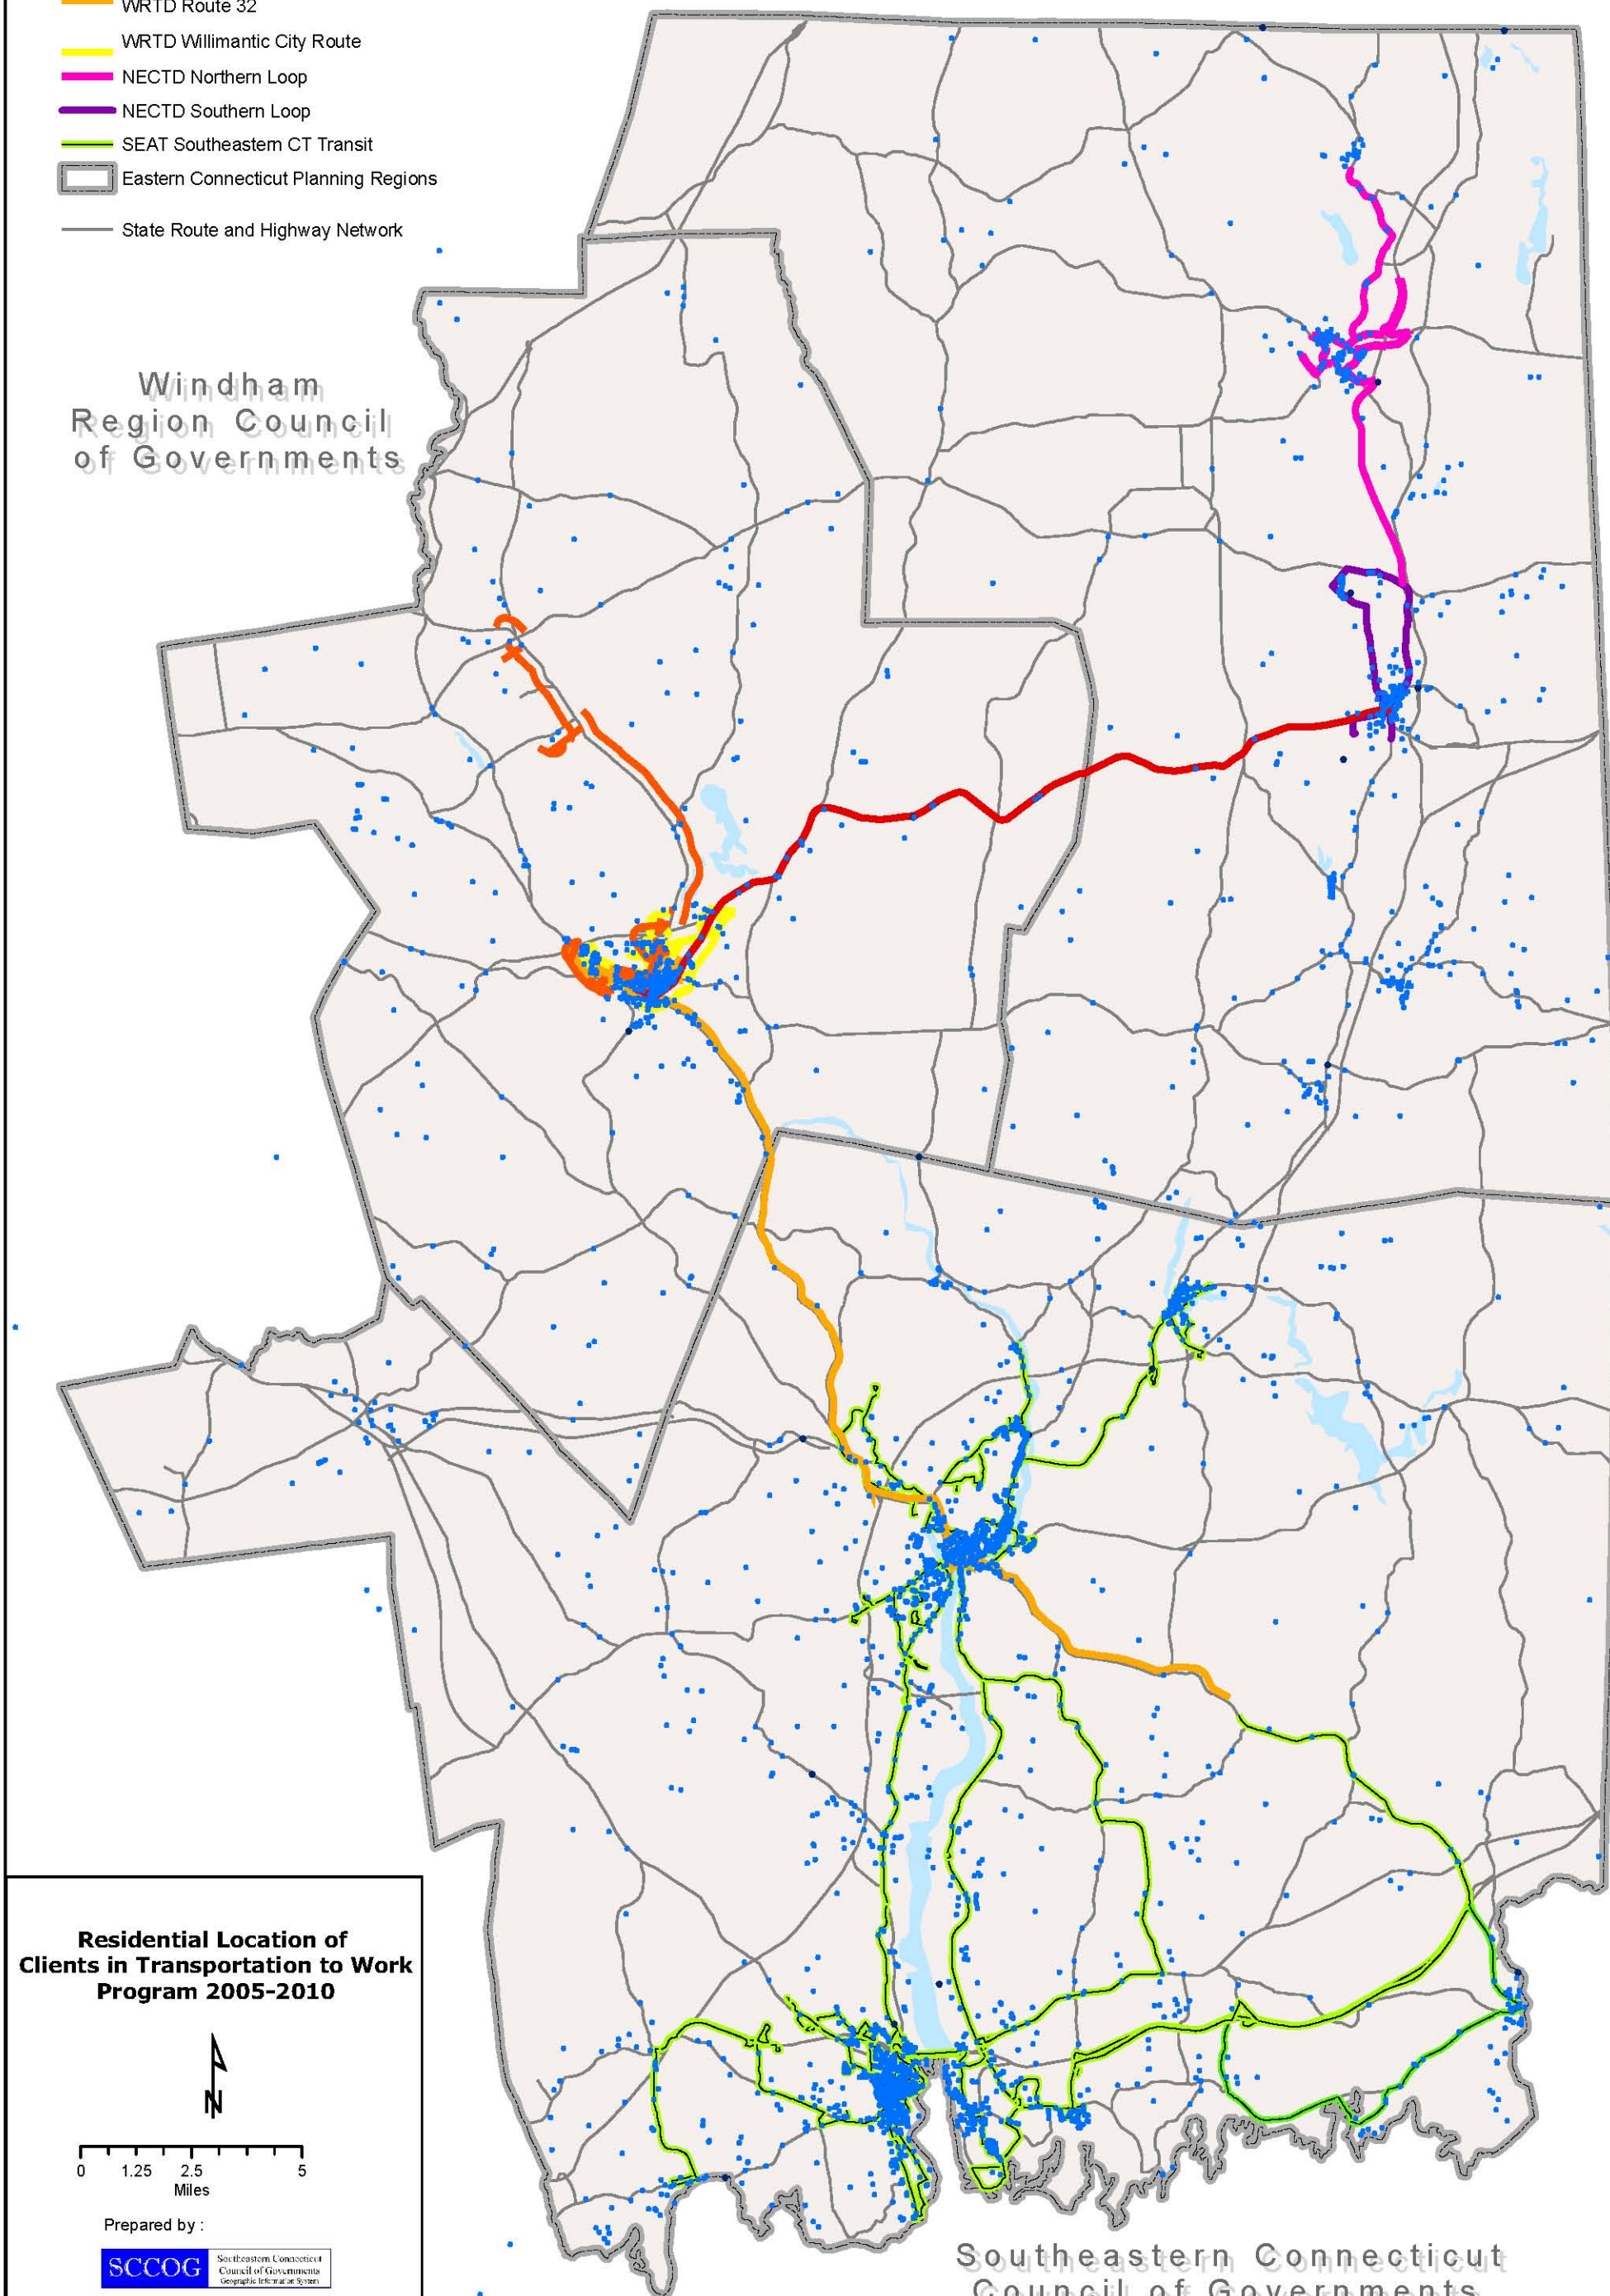 WRTD Route 32
WRTD Willimantic City Route
NECTD Northern Loop
NECTD Southern Loop
SEAT Southeastern CT Transit
Eastern Connecticut Planning Regions
State Route and Highway Network
Windham
Region Council
of Governments
Residential Location of
Clients in Transportation to Work
Program 2005-2010
N
0 1.25 2.5 5
Miles
Prepared by :
SCCOG
Southeastern Connecticut
Council of Governments
Geographic Information System
Southeastern Connecticut
Council of Governments